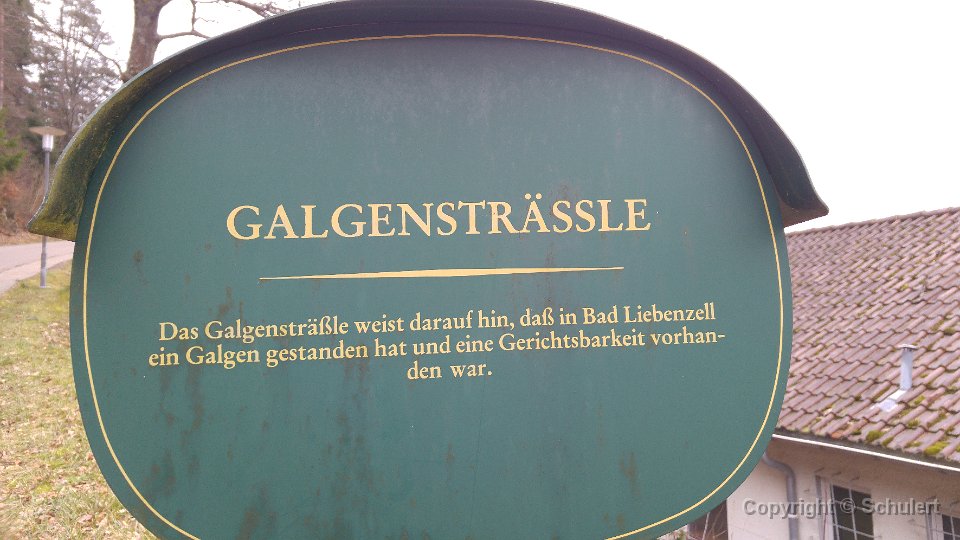 GALGENSTRÄSSLE
Das Galgensträßle weist darauf hin, daß in Bad Liebenzell
ein Galgen gestanden hat und eine Gerichtsbarkeit vorhan-
den war.
Copyright © Schulert